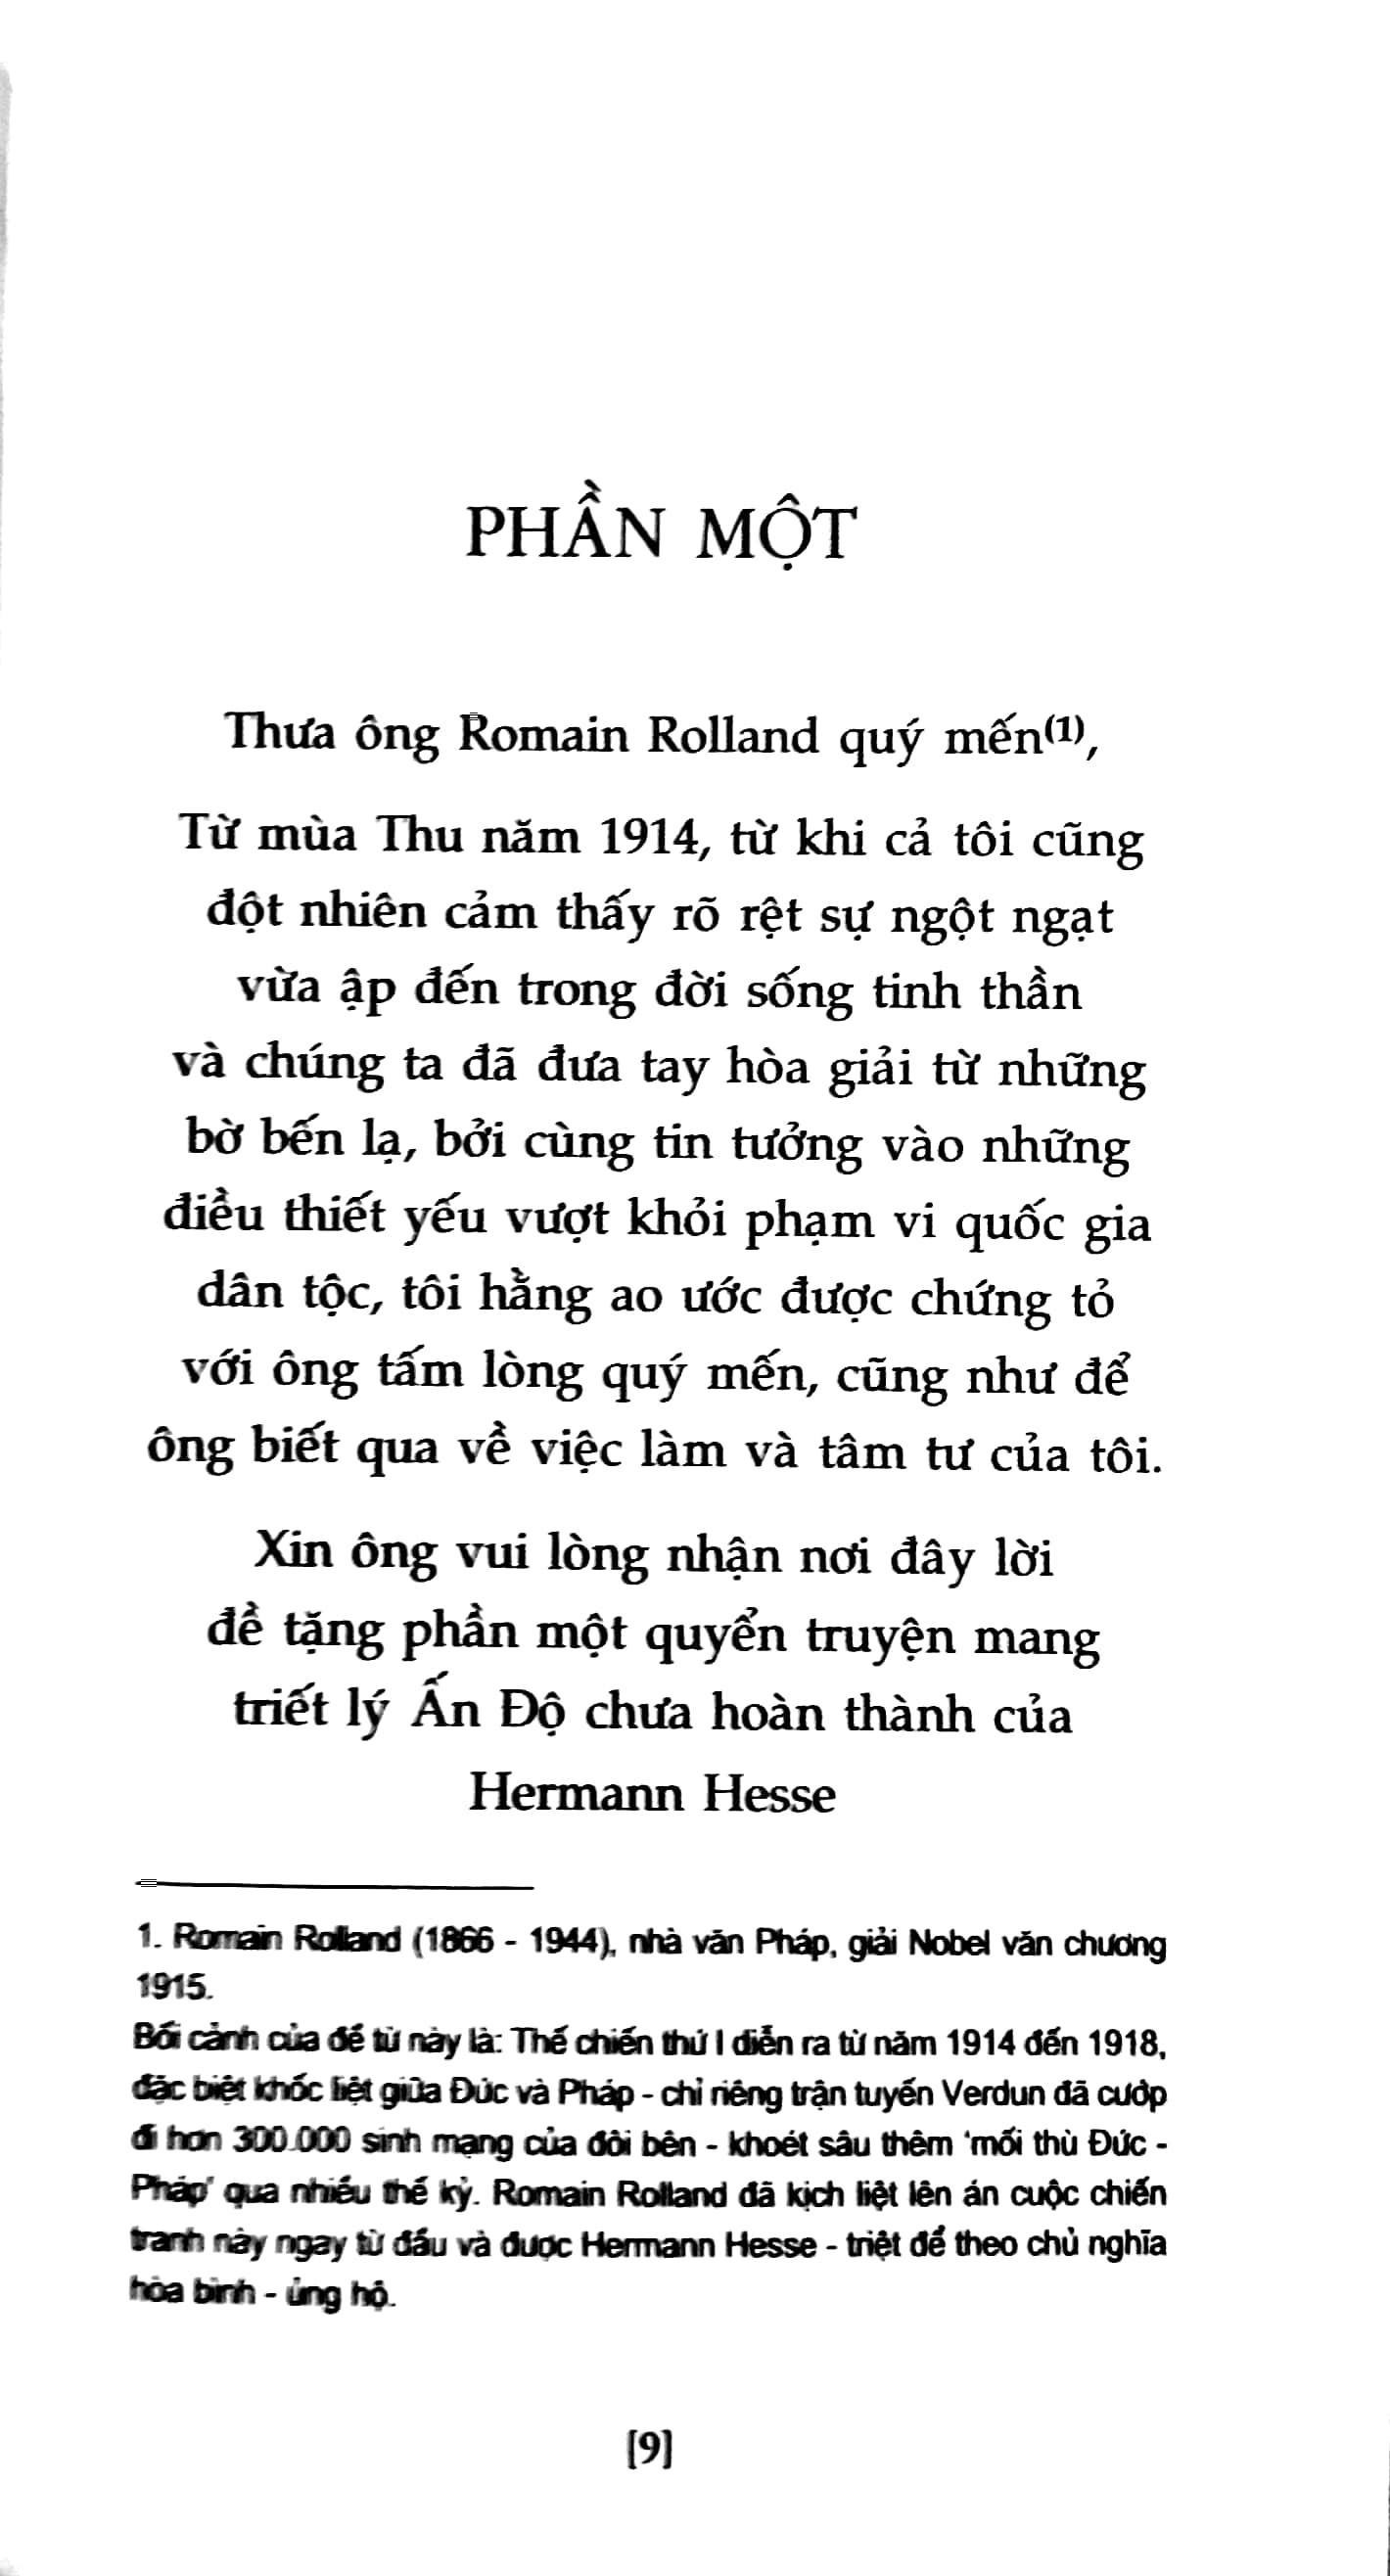 PHẦN MỘT
Thưa ông Romain Rolland quý mến(1),
Từ mùa Thu năm 1914, từ khi cả tôi cũng
đột nhiên cảm thấy rõ rệt sự ngột ngạt
vừa ập đến trong đời sống tinh thần
và chúng ta đã đưa tay hòa giải từ những
bờ bến lạ, bởi cùng tin tưởng vào những
điều thiết yếu vượt khỏi phạm vi quốc gia
dân tộc, tôi hằng ao ước được chứng tỏ
với ông tấm lòng quý mến, cũng như để
ông biết qua về việc làm và tâm tư của tôi.
Xin ông vui lòng nhận nơi đây lời
đề tặng phần một quyển truyện mang
triết lý Ấn Độ chưa hoàn thành của
Hermann Hesse
1. Romain Rolland (1866 - 1944), nhà văn Pháp, giải Nobel văn chương
1915.
Bối cảnh của đề từ này là: Thế chiến thứ I diễn ra từ năm 1914 đến 1918,
đặc biệt khốc liệt giữa Đức và Pháp - chỉ riêng trận tuyến Verdun đã cướp
đi hơn 300.000 sinh mạng của đôi bên - khoét sâu thêm 'mối thù Đức -
Pháp' qua nhiều thế kỷ. Romain Rolland đã kịch liệt lên án cuộc chiến
tranh này ngay từ đầu và được Hermann Hesse - triệt để theo chủ nghĩa
hòa bình - ủng hộ.
[9]